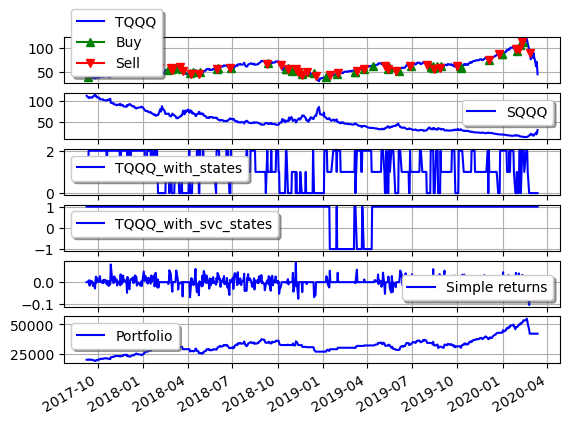 TQQQ
Buy
Sell
100
50
SQQQ
100
50
TQQQ_with_states
2
0
TQQQ_with_svc_states
1
−1
Simple returns
0.0
−0.1
Portfolio
50000
25000
2017-10
2018-01
2018-04
2018-07
2018-10
2019-01
2019-04
2019-07
2019-10
2020-01
2020-04